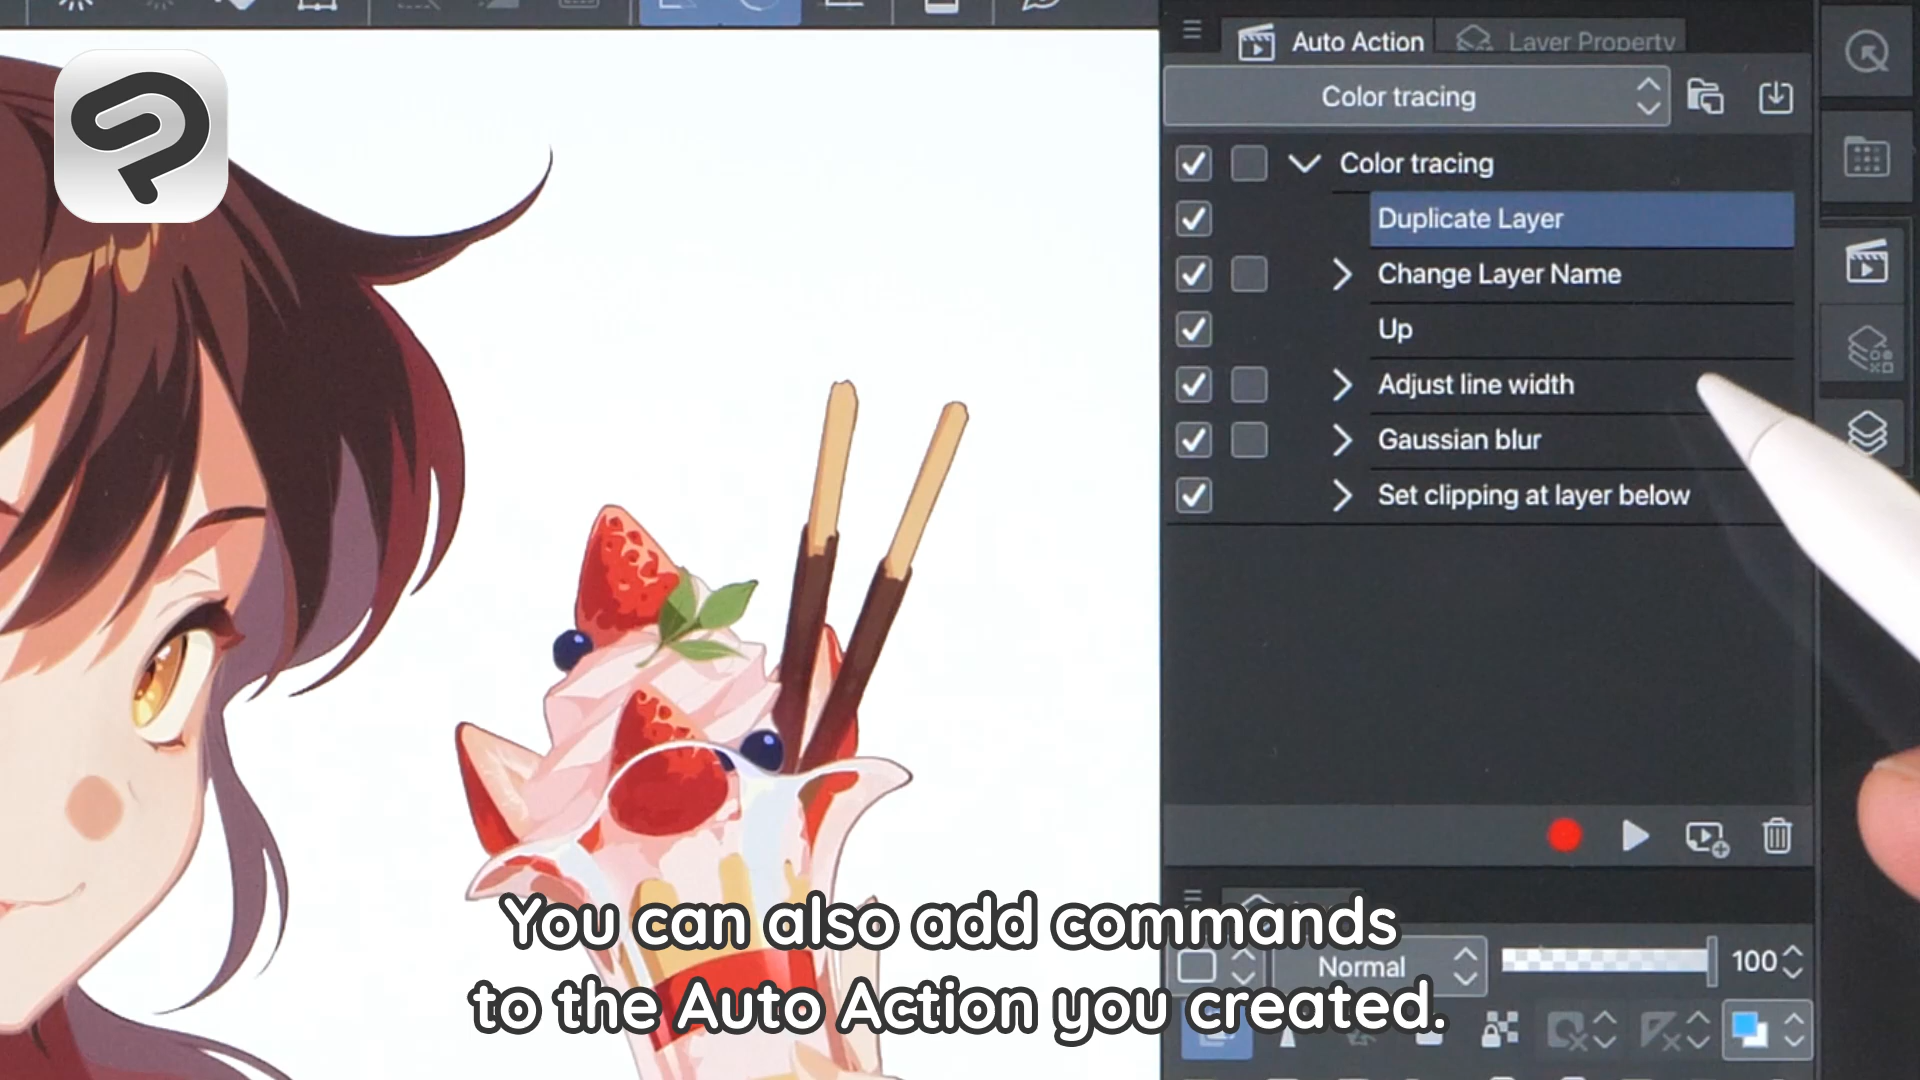 Auto Action
Layer Property
Color tracing
Color tracing
Duplicate Layer
Change Layer Name
Up
Adjust line width
Gaussian blur
Set clipping at layer below
Normal
100
You can also add commands
to the Auto Action you created.